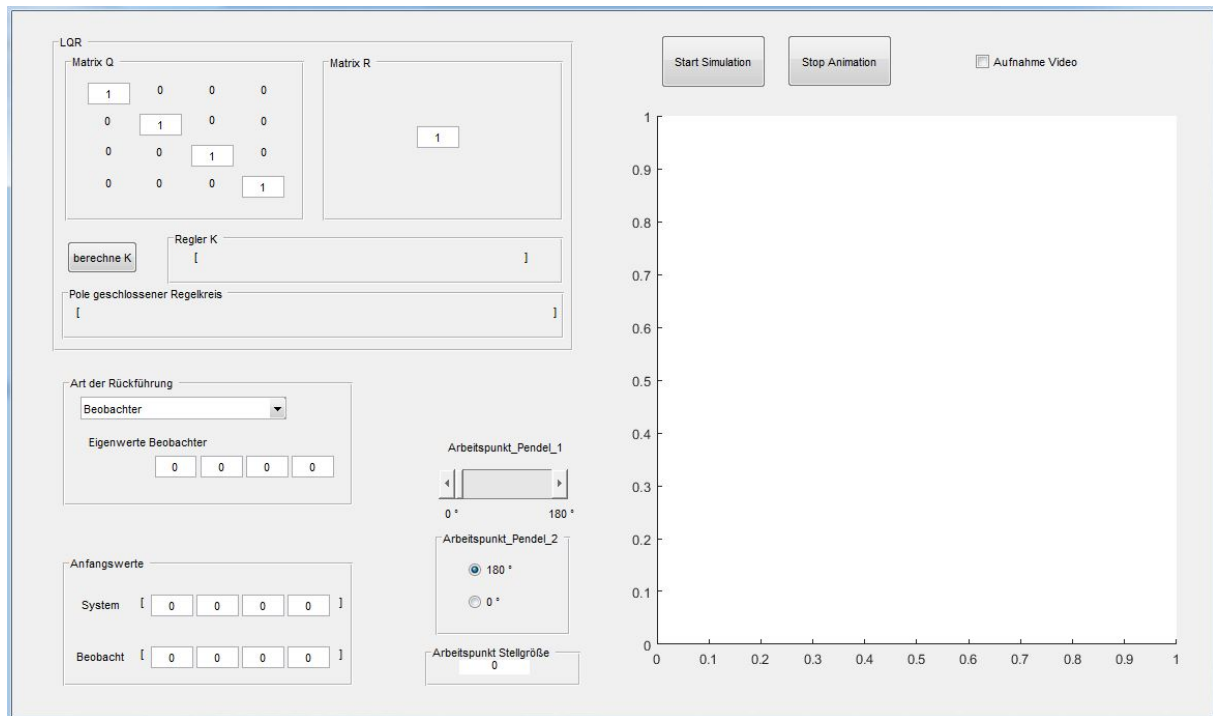 LQR
Matrix Q
1 0 0 0
0 1 0 0
0 0 1 0
0 0 0 1
Matrix R
1
berechne K
Regler K
[ ]
Pole geschlossener Regelkreis
[ ]
Art der Rückführung
Beobachter
Eigenwerte Beobachter
0 0 0 0
Anfangswerte
System [ 0 0 0 0 ]
Beobacht [ 0 0 0 0 ]
Arbeitspunkt_Pendel_1
0 ° 180 °
Arbeitspunkt_Pendel_2
180 °
0 °
Arbeitspunkt Stellgröße
0
Start Simulation
Stop Animation
Aufnahme Video
1
0.9
0.8
0.7
0.6
0.5
0.4
0.3
0.2
0.1
0
0 0.1 0.2 0.3 0.4 0.5 0.6 0.7 0.8 0.9 1